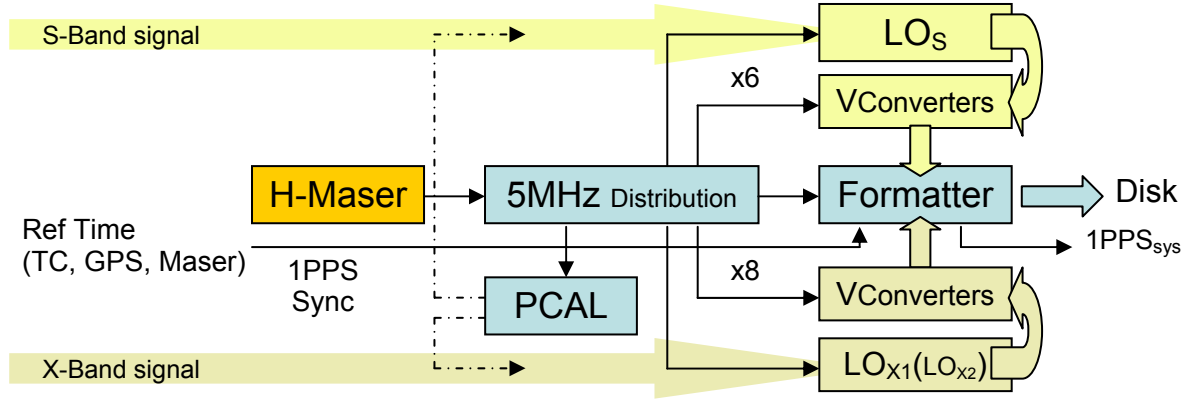 S-Band signal
LOS
x6
VConverters
H-Maser
5MHz Distribution
Formatter
Disk
Ref Time
(TC, GPS, Maser)
1PPS
Sync
1PPSsys
x8
PCAL
VConverters
X-Band signal
LOX1(LOX2)